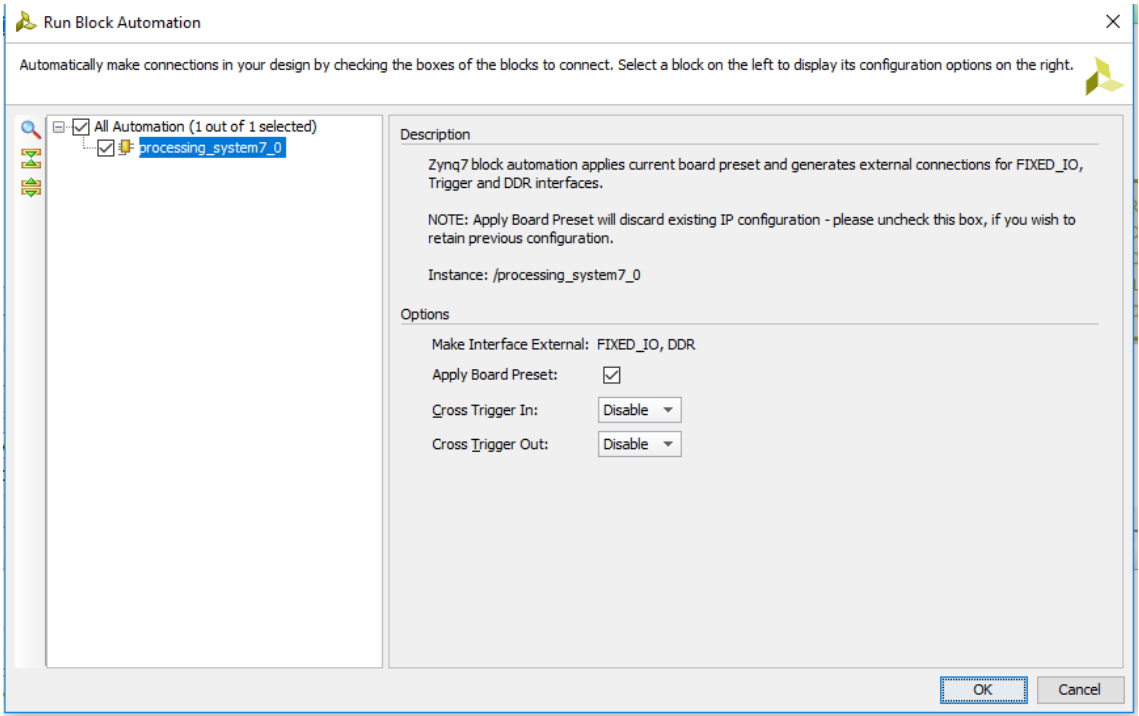 Run Block Automation
Automatically make connections in your design by checking the boxes of the blocks to connect. Select a block on the left to display its configuration options on the right.
All Automation (1 out of 1 selected)
processing_system7_0
Description
Zynq7 block automation applies current board preset and generates external connections for FIXED_IO,
Trigger and DDR interfaces.
NOTE: Apply Board Preset will discard existing IP configuration - please uncheck this box, if you wish to
retain previous configuration.
Instance: /processing_system7_0
Options
Make Interface External: FIXED_IO, DDR
Apply Board Preset:
Cross Trigger In: Disable
Cross Trigger Out: Disable
OK Cancel